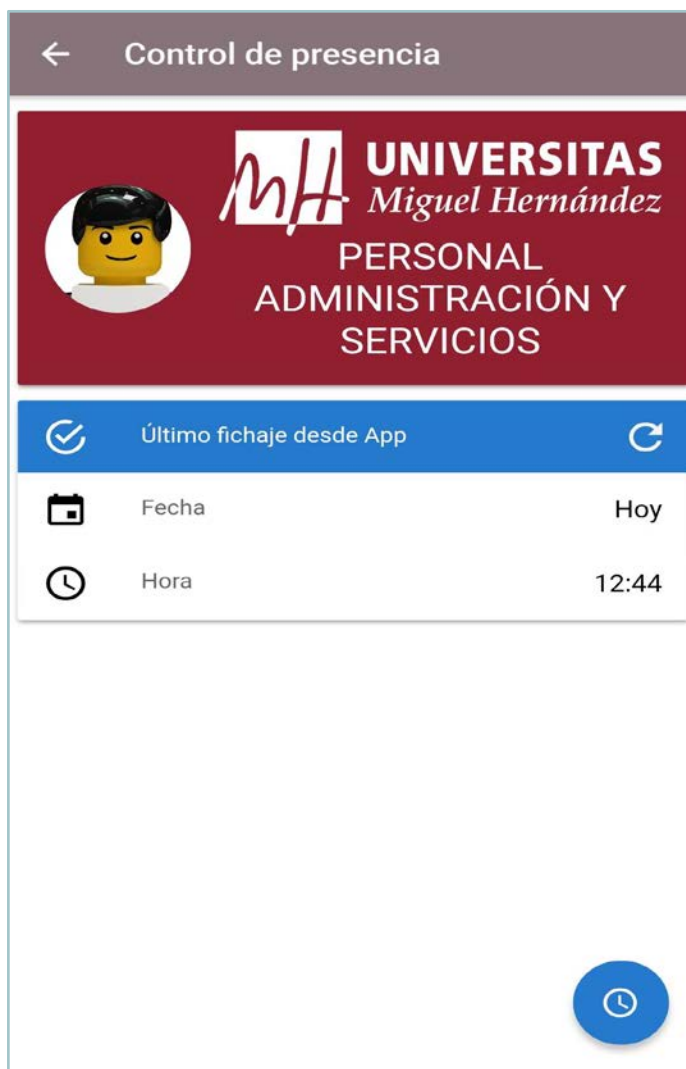 Control de presencia
UNIVERSITAS
Miguel Hernández
PERSONAL
ADMINISTRACIÓN Y
SERVICIOS
Último fichaje desde App
Fecha Hoy
Hora 12:44